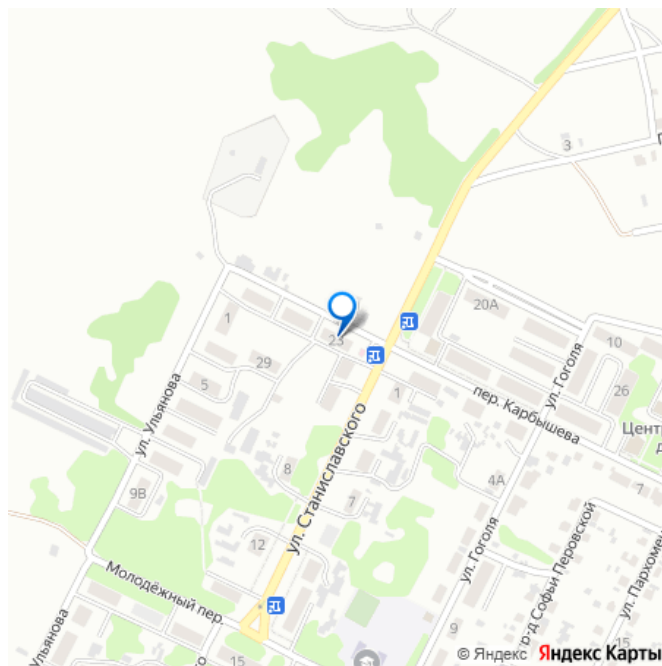 3
20А
10
1
23
29
5
1
26
ул. Гоголя
пер. Карбышева
ул. Ульянова
ул. Станиславского
Центр
д
8
4А
7
7
9В
12
ул. Гоголя
пр-д Софьи Перовской
ул. Пархомен
Молодёжный пер.
Ульянова
15
9
15
© Яндекс Яндекс Карты